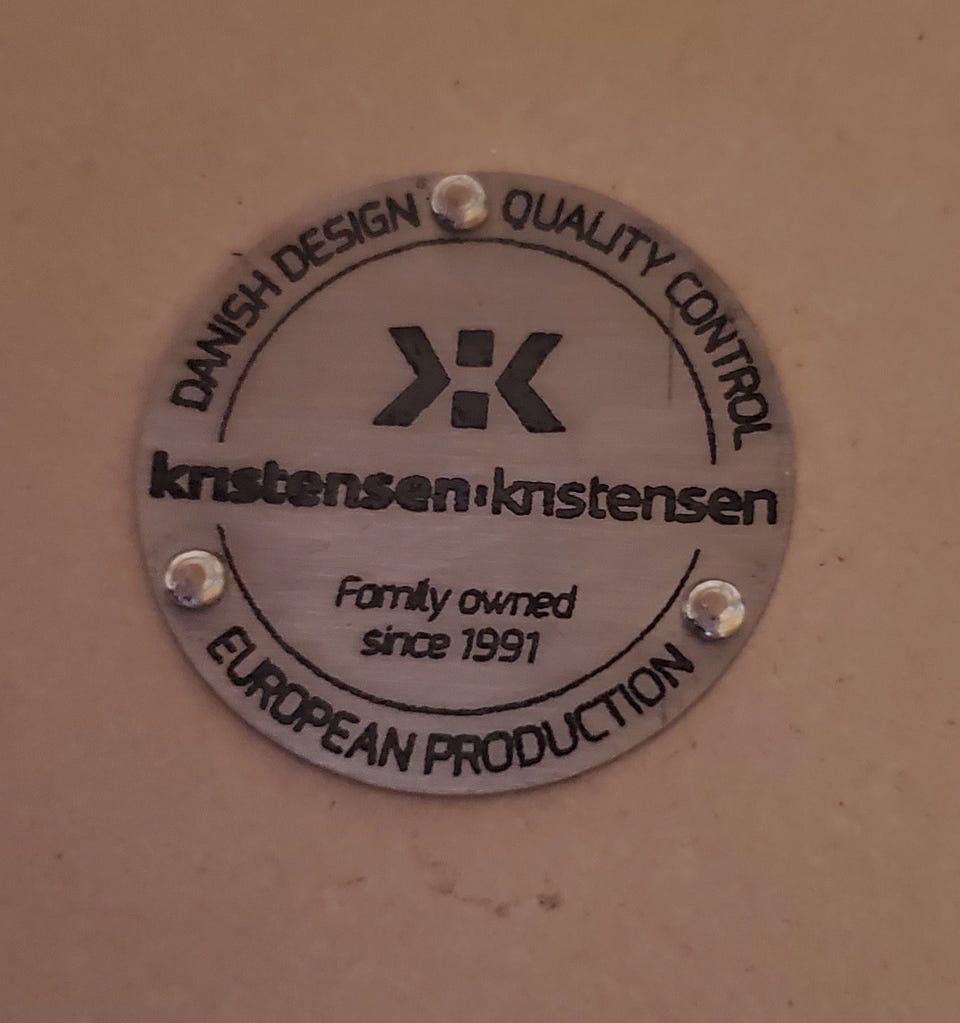 DANISH DESIGN
QUALITY CONTROL
kristensen:kristensen
Family owned
since 1991
EUROPEAN PRODUCTION